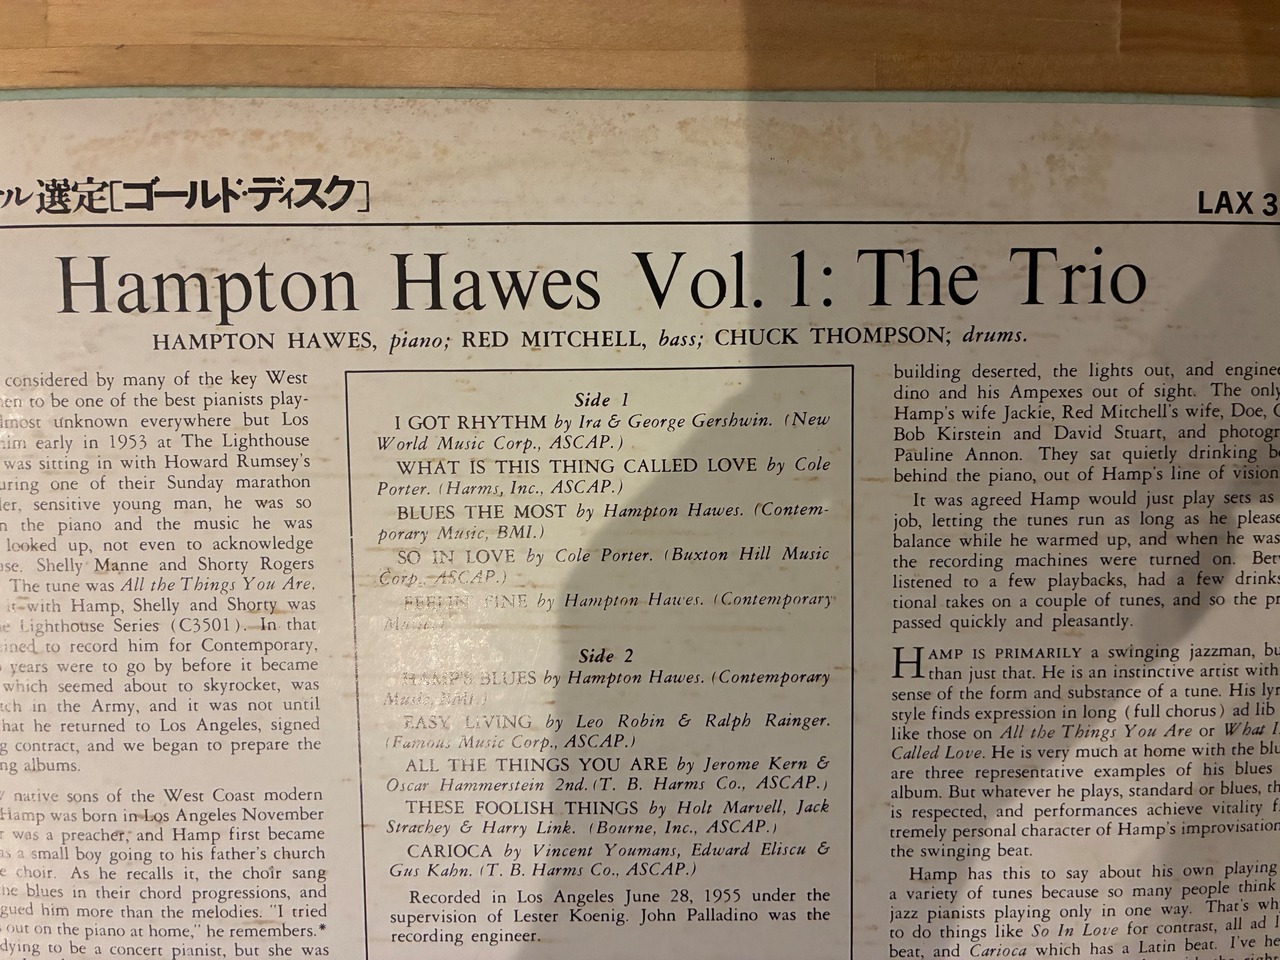 ル 選定[ゴールド・ディスク]
LAX 3
Hampton Hawes Vol. 1: The Trio
HAMPTON HAWES, piano; RED MITCHELL, bass; CHUCK THOMPSON; drums.
considered by many of the key West
to be one of the best pianists play-
unknown everywhere but Los
early in 1953 at The Lighthouse
was sitting in with Howard Rumsey's
one of their Sunday marathon
sensitive young man, he was so
the piano and the music he was
looked up, not even to acknowledge
Shelly Manne and Shorty Rogers
The tune was All the Things You Are,
it with Hamp, Shelly and Shorty was
Lighthouse Series (C3501). In that
to record him for Contemporary,
years were to go by before it became
which seemed about to skyrocket, was
in the Army, and it was not until
that he returned to Los Angeles, signed
contract, and we began to prepare the
albums.
native sons of the West Coast modern
Hamp was born in Los Angeles November
was a preacher, and Hamp first became
as a small boy going to his father's church
choir. As he recalls it, the choir sang
blues in their chord progressions, and
him more than the melodies. "I tried
out on the piano at home," he remembers.*
to be a concert pianist, but she was
Side 1
I GOT RHYTHM by Ira & George Gershwin. (New
World Music Corp., ASCAP.)
WHAT IS THIS THING CALLED LOVE by Cole
Porter. (Harms, Inc., ASCAP.)
BLUES THE MOST by Hampton Hawes. (Contem-
porary Music, BMI.)
SO IN LOVE by Cole Porter. (Buxton Hill Music
Corp., ASCAP.)
FEELIN' FINE by Hampton Hawes. (Contemporary
Side 2
HAMP'S BLUES by Hampton Hawes. (Contemporary
Music, BMI.)
EASY LIVING by Leo Robin & Ralph Rainger.
(Famous Music Corp., ASCAP.)
ALL THE THINGS YOU ARE by Jerome Kern &
Oscar Hammerstein 2nd. (T. B. Harms Co., ASCAP.)
THESE FOOLISH THINGS by Holt Marvell, Jack
Strachey & Harry Link. (Bourne, Inc., ASCAP.)
CARIOCA by Vincent Youmans, Edward Eliscu &
Gus Kahn. (T. B. Harms Co., ASCAP.)
Recorded in Los Angeles June 28, 1955 under the
supervision of Lester Koenig. John Palladino was the
recording engineer.
building deserted, the lights out, and
dino and his Ampexes out of sight. The only
Hamp's wife Jackie, Red Mitchell's wife, Doe,
Bob Kirstein and David Stuart, and
Pauline Annon. They sat quietly drinking
behind the piano, out of Hamp's line of vision
It was agreed Hamp would just play sets as
job, letting the tunes run as long as he
balance while he warmed up, and when he was
the recording machines were turned on.
listened to a few playbacks, had a few drinks
tional takes on a couple of tunes, and so the
passed quickly and pleasantly.
HAMP IS PRIMARILY a swinging jazzman,
than just that. He is an instinctive artist with
sense of the form and substance of a tune. His
style finds expression in long (full chorus) ad lib
like those on All the Things You Are or What
Called Love. He is very much at home with the
are three representative examples of his blues
album. But whatever he plays, standard or blues,
is respected, and performances achieve vitality
tremely personal character of Hamp's
the swinging beat.
Hamp has this to say about his own playing
a variety of tunes because so many people think
jazz pianists playing only in one way. That's
to do things like So In Love for contrast, all ad
beat, and Carioca which has a Latin beat. I've